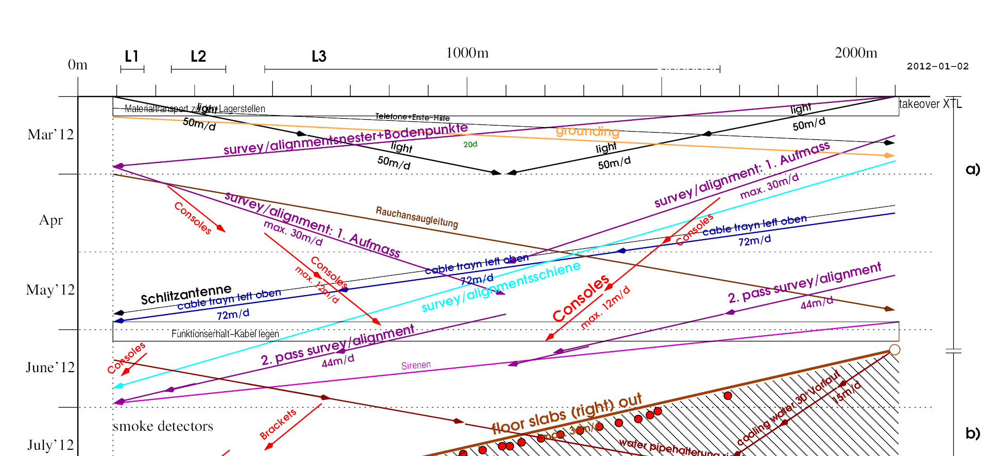 L1
L2
L3
1000m
2000m
0m
2012-01-02
Materialtransport zu den Lagerstellen
light
light
takeover XTL
Telefone+Erste-Hilfe
50m/d
50m/d
Mar'12
survey/alignmentsnester+Bodenpunkte
grounding
20d
light
light
50m/d
50m/d
survey/alignment: 1. Aufmass
max. 30m/d
a)
Apr
Consoles
survey/alignment: 1. Aufmass
max. 30m/d
Rauchansaugleitung
Consoles
cable trayn left oben
72m/d
Consoles
max. 12m/d
cable trayn left oben
72m/d
survey/alignmentsschiene
May'12
Schlitzantenne
cable trayn left oben
72m/d
Consoles
max. 12m/d
2. pass survey/alignment
44m/d
Funktionserhalt-Kabel legen
2. pass survey/alignment
44m/d
June'12
Consoles
Sirenen
smoke detectors
Brackets
floor slabs (right) out
max. 34m/d
cooling water 30° Vorlauf
15m/d
b)
July'12
water pipehalterung